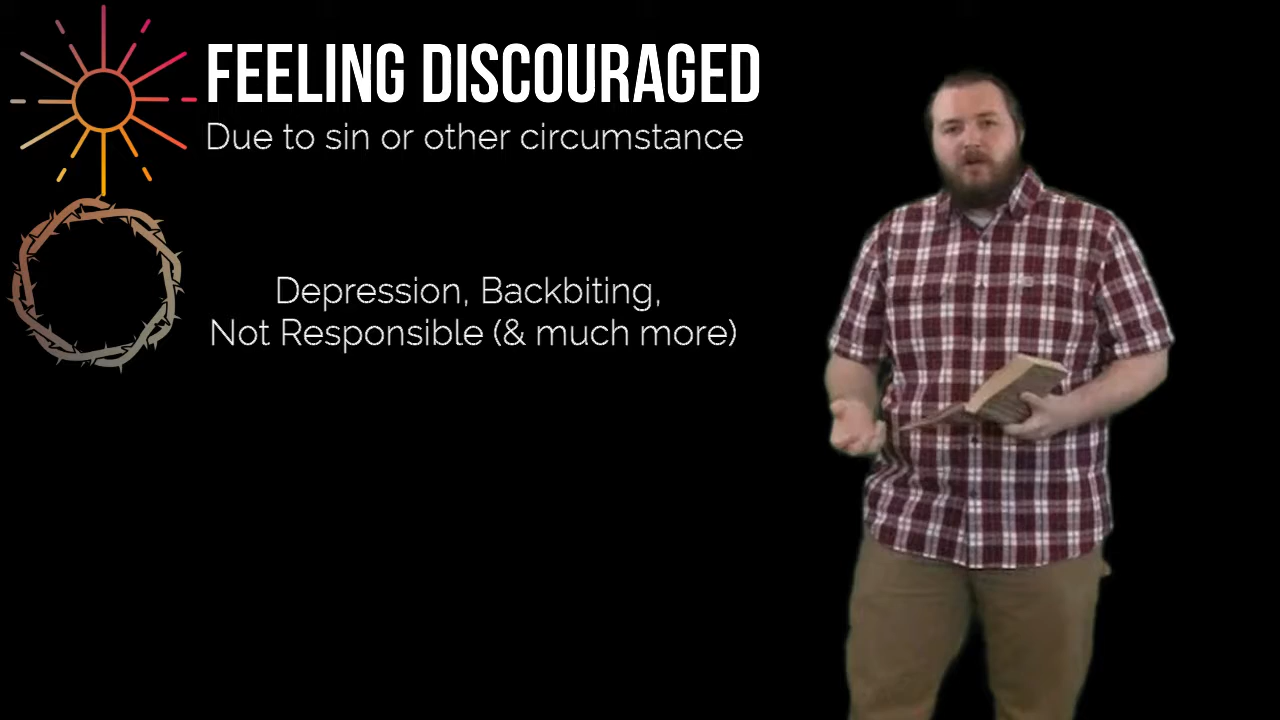 FEELING DISCOURAGED
Due to sin or other circumstance
Depression, Backbiting,
Not Responsible (& much more)